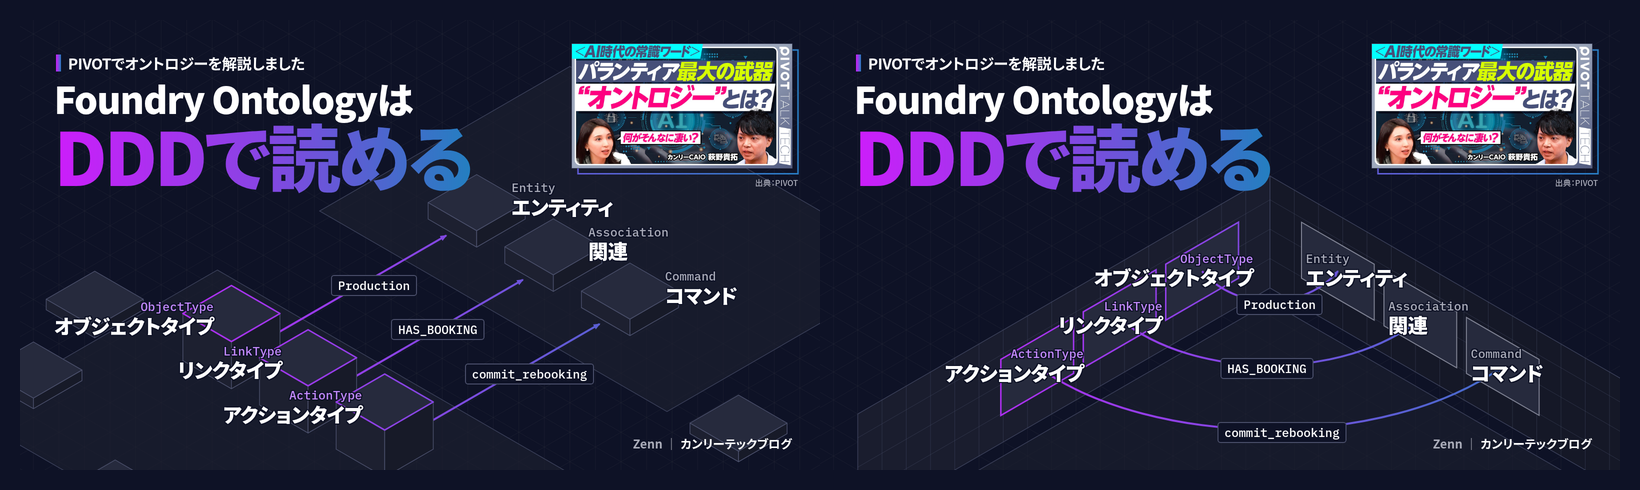 PIVOTでオントロジーを解説しました
Foundry Ontologyは
DDDで読める
<AI時代の常識ワード>
パランティア最大の武器
“オントロジー”とは?
AI
何がそんなに凄い?
カンリーCAIO 萩野貴拓
PIVOT TALK /TECH
出典:PIVOT
Entity
エンティティ
Association
関連
Command
コマンド
Production
HAS_BOOKING
commit_rebooking
ObjectType
オブジェクトタイプ
LinkType
リンクタイプ
ActionType
アクションタイプ
Zenn | カンリーテックブログ
PIVOTでオントロジーを解説しました
Foundry Ontologyは
DDDで読める
<AI時代の常識ワード>
パランティア最大の武器
“オントロジー”とは?
AI
何がそんなに凄い?
カンリーCAIO 萩野貴拓
PIVOT TALK /TECH
出典:PIVOT
ObjectType
オブジェクトタイプ
LinkType
リンクタイプ
ActionType
アクションタイプ
Entity
エンティティ
Association
関連
Command
コマンド
Production
HAS_BOOKING
commit_rebooking
Zenn | カンリーテックブログ